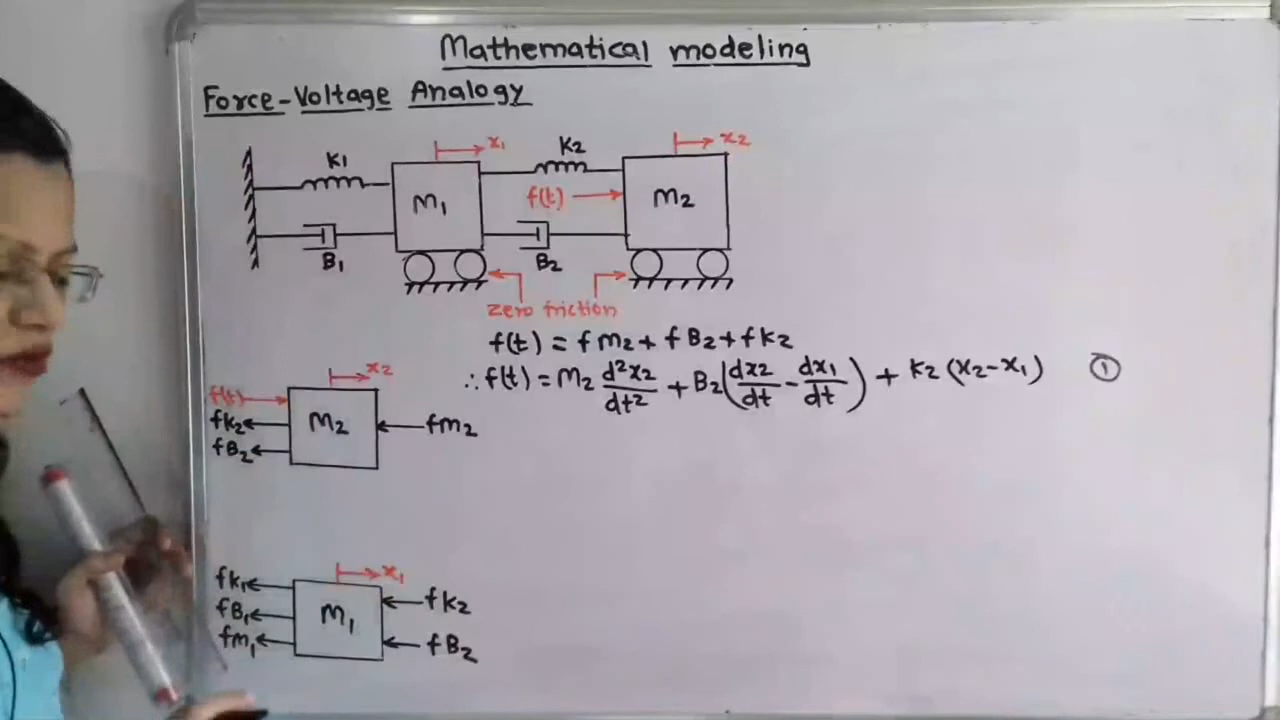 Mathematical modeling
Force-Voltage Analogy
K1 x1 K2 x2
M1 f(t) M2
B1 B2
zero friction
f(t) = fM2 + fB2 + fK2
∴ f(t) = M2 d²x2/dt² + B2 (dx2/dt - dx1/dt) + K2 (x2 - x1) ①
x2
f(t)
fK2 M2 fM2
fB2
x1
fK1 fK2
fB1 M1
fM1 fB2